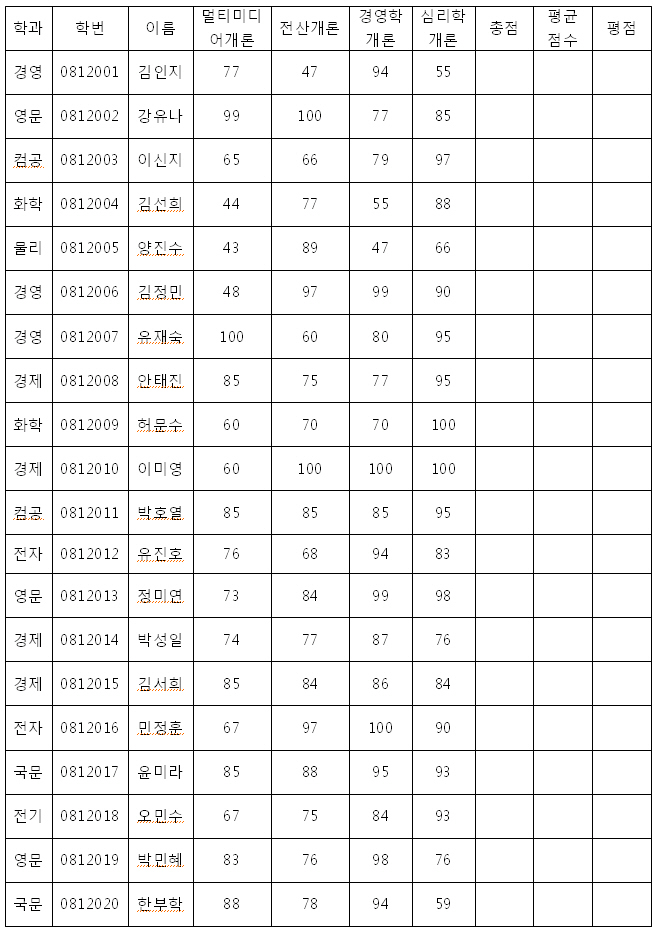 학과 학번 이름 멀티미디어개론 전산개론 경영학개론 심리학개론 총점 평균점수 평점
경영 0812001 김인지 77 47 94 55
영문 0812002 강유나 99 100 77 85
컴공 0812003 이신지 65 66 79 97
화학 0812004 김선희 44 77 55 88
물리 0812005 양진수 43 89 47 66
경영 0812006 김정민 48 97 99 90
경영 0812007 유재숙 100 60 80 95
경제 0812008 안태진 85 75 77 95
화학 0812009 허문수 60 70 70 100
경제 0812010 이미영 60 100 100 100
컴공 0812011 박호열 85 85 85 95
전자 0812012 유진호 76 68 94 83
영문 0812013 정미연 73 84 99 98
경제 0812014 박성일 74 77 87 76
경제 0812015 김서희 85 84 86 84
전자 0812016 민정훈 67 97 100 90
국문 0812017 윤미라 85 88 95 93
전기 0812018 오민수 67 75 84 93
영문 0812019 박민혜 83 76 98 76
국문 0812020 한부학 88 78 94 59